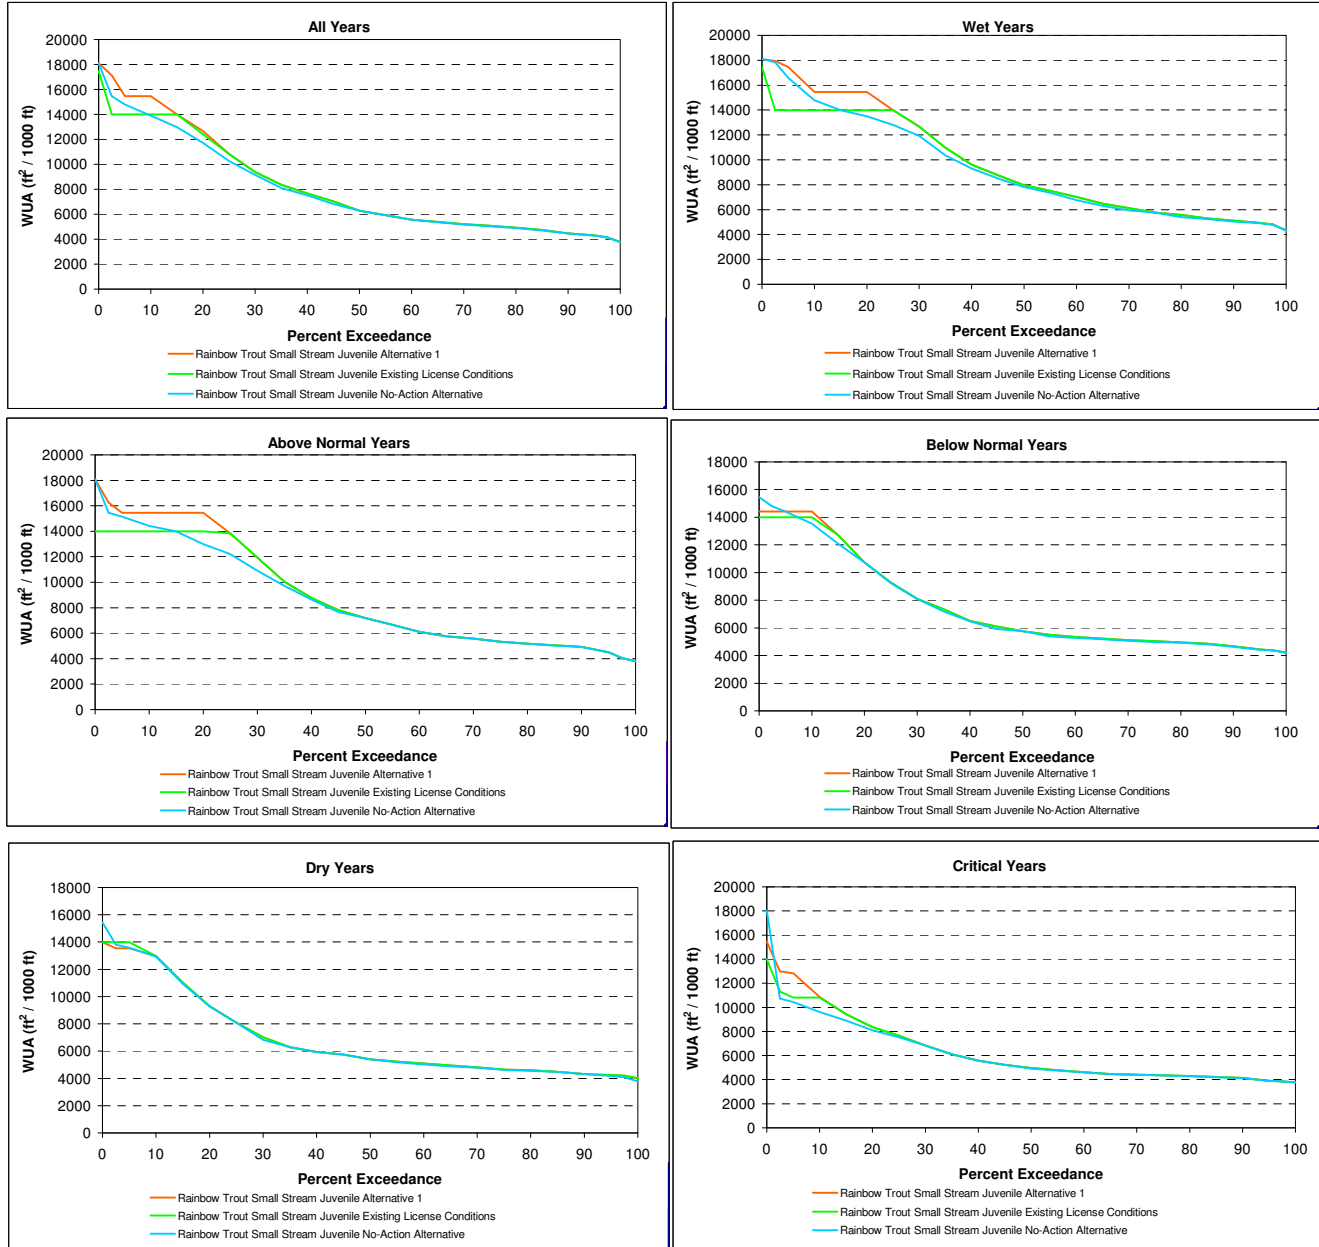 All Years
20000
18000
16000
14000
12000
10000
8000
6000
4000
2000
0
WUA (ft² / 1000 ft)
0 10 20 30 40 50 60 70 80 90 100
Percent Exceedance
Rainbow Trout Small Stream Juvenile Alternative 1
Rainbow Trout Small Stream Juvenile Existing License Conditions
Rainbow Trout Small Stream Juvenile No-Action Alternative
Wet Years
20000
18000
16000
14000
12000
10000
8000
6000
4000
2000
0
WUA (ft² / 1000 ft)
0 10 20 30 40 50 60 70 80 90 100
Percent Exceedance
Rainbow Trout Small Stream Juvenile Alternative 1
Rainbow Trout Small Stream Juvenile Existing License Conditions
Rainbow Trout Small Stream Juvenile No-Action Alternative
Above Normal Years
20000
18000
16000
14000
12000
10000
8000
6000
4000
2000
0
WUA (ft² / 1000 ft)
0 10 20 30 40 50 60 70 80 90 100
Percent Exceedance
Rainbow Trout Small Stream Juvenile Alternative 1
Rainbow Trout Small Stream Juvenile Existing License Conditions
Rainbow Trout Small Stream Juvenile No-Action Alternative
Below Normal Years
18000
16000
14000
12000
10000
8000
6000
4000
2000
0
WUA (ft² / 1000 ft)
0 10 20 30 40 50 60 70 80 90 100
Percent Exceedance
Rainbow Trout Small Stream Juvenile Alternative 1
Rainbow Trout Small Stream Juvenile Existing License Conditions
Rainbow Trout Small Stream Juvenile No-Action Alternative
Dry Years
18000
16000
14000
12000
10000
8000
6000
4000
2000
0
WUA (ft² / 1000 ft)
0 10 20 30 40 50 60 70 80 90 100
Percent Exceedance
Rainbow Trout Small Stream Juvenile Alternative 1
Rainbow Trout Small Stream Juvenile Existing License Conditions
Rainbow Trout Small Stream Juvenile No-Action Alternative
Critical Years
20000
18000
16000
14000
12000
10000
8000
6000
4000
2000
0
WUA (ft² / 1000 ft)
0 10 20 30 40 50 60 70 80 90 100
Percent Exceedance
Rainbow Trout Small Stream Juvenile Alternative 1
Rainbow Trout Small Stream Juvenile Existing License Conditions
Rainbow Trout Small Stream Juvenile No-Action Alternative